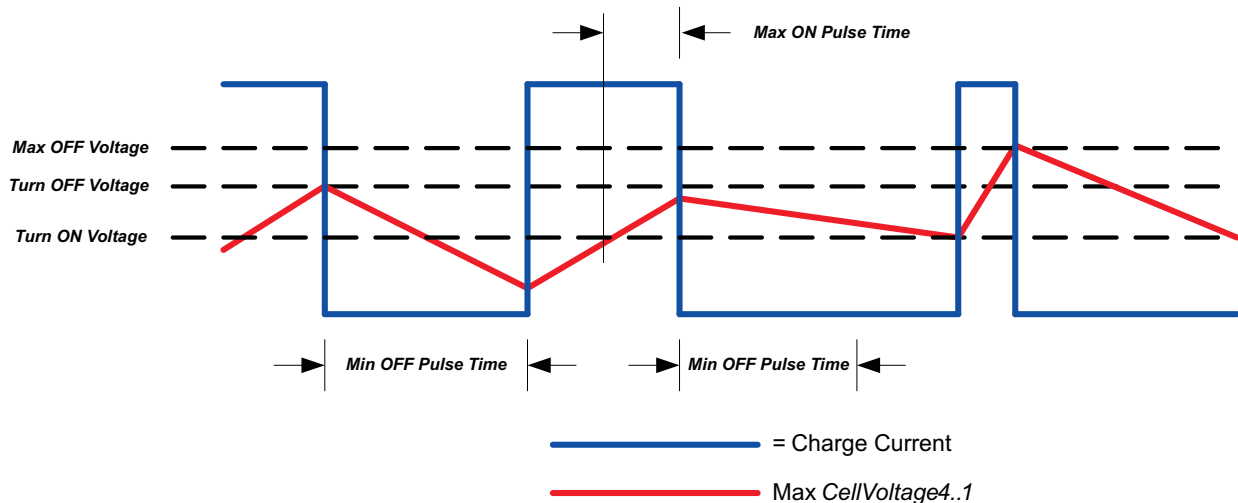 Max ON Pulse Time
Max OFF Voltage
Turn OFF Voltage
Turn ON Voltage
Min OFF Pulse Time
Min OFF Pulse Time
= Charge Current
Max CellVoltage4..1